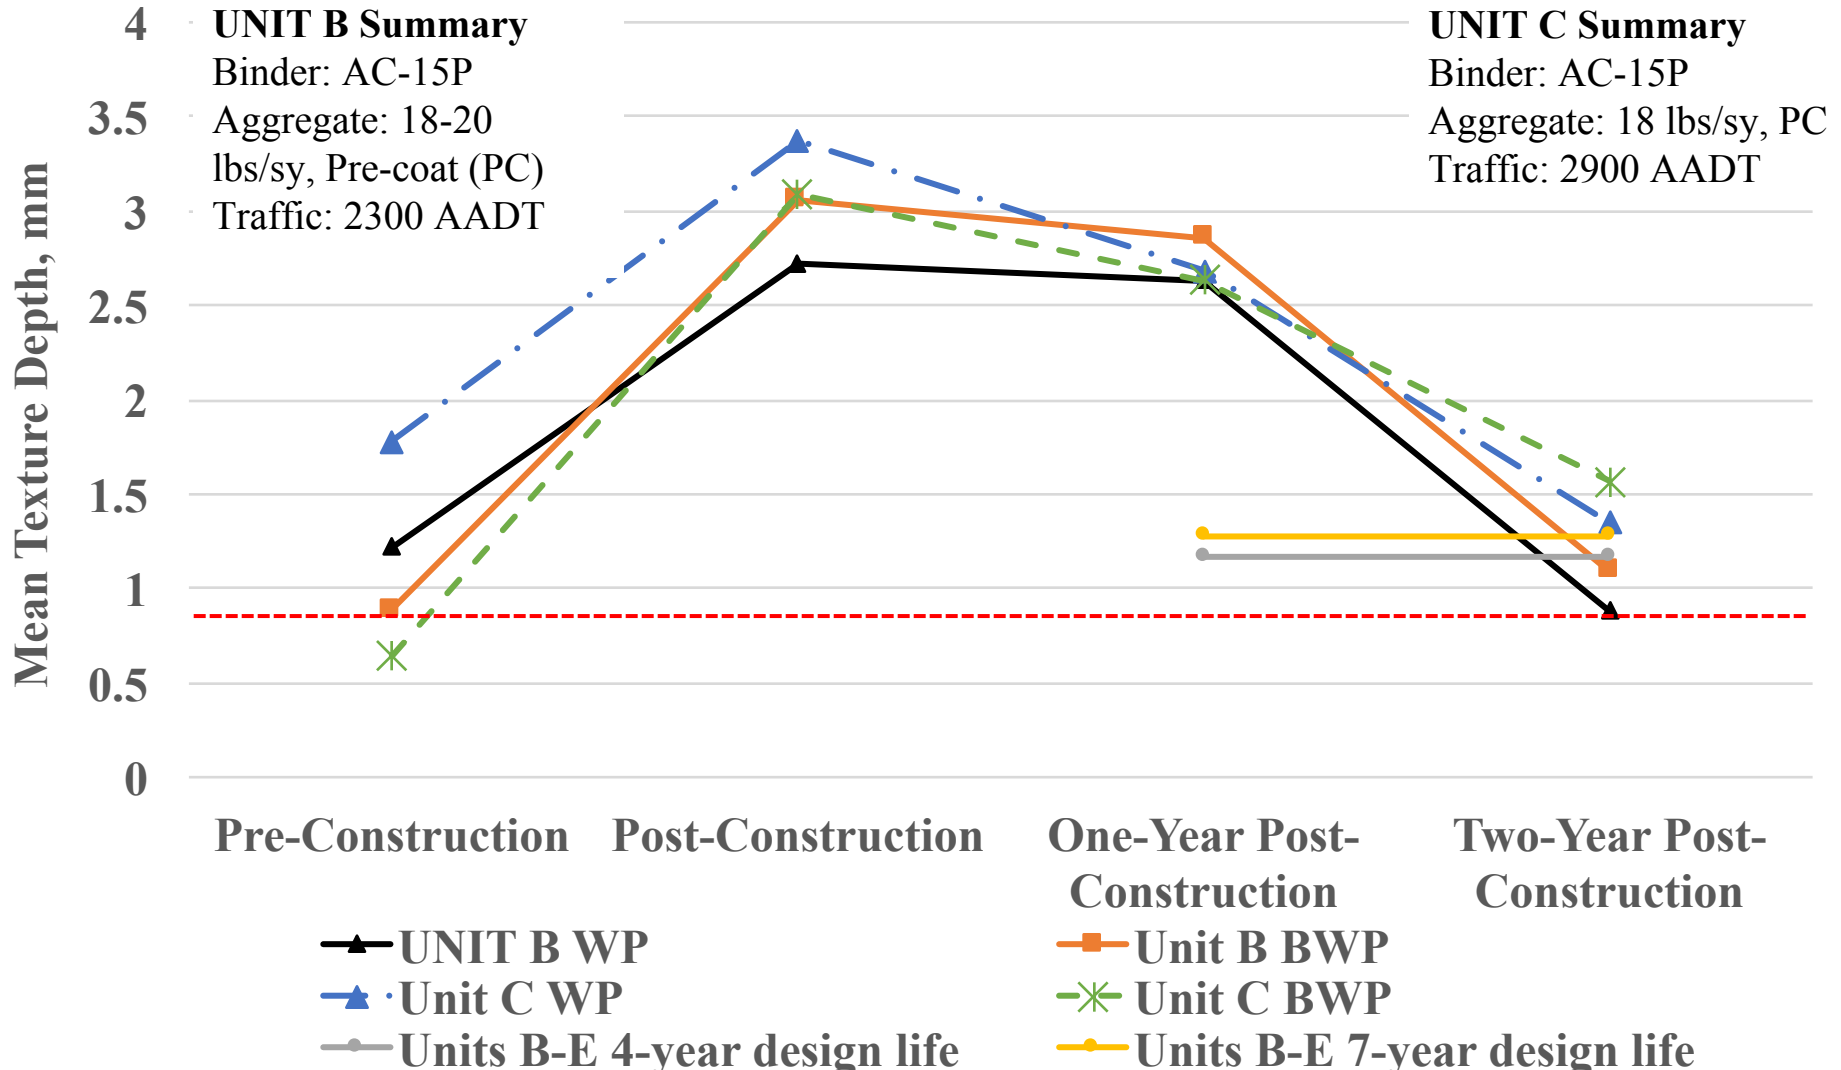 UNIT B Summary
Binder: AC-15P
Aggregate: 18-20
lbs/sy, Pre-coat (PC)
Traffic: 2300 AADT
UNIT C Summary
Binder: AC-15P
Aggregate: 18 lbs/sy, PC
Traffic: 2900 AADT
Mean Texture Depth, mm
4
3.5
3
2.5
2
1.5
1
0.5
0
Pre-Construction
Post-Construction
One-Year Post-
Construction
Two-Year Post-
Construction
UNIT B WP
Unit B BWP
Unit C WP
Unit C BWP
Units B-E 4-year design life
Units B-E 7-year design life